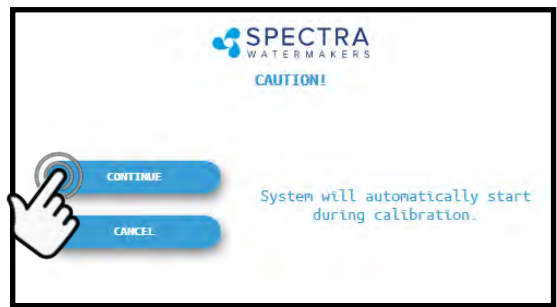 SPECTRA
WATERMAKERS
CAUTION!
CONTINUE
System will automatically start
during calibration.
CANCEL